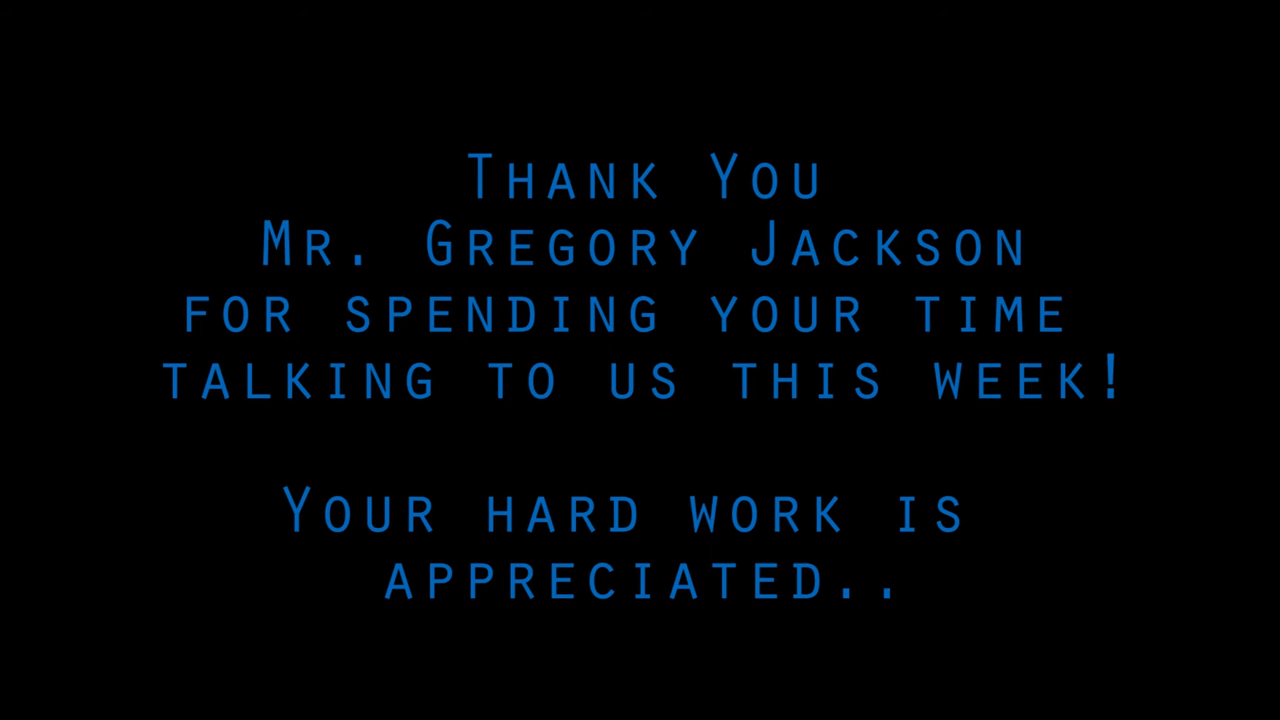 Thank You
Mr. Gregory Jackson
for spending your time
talking to us this week!
Your hard work is
appreciated..